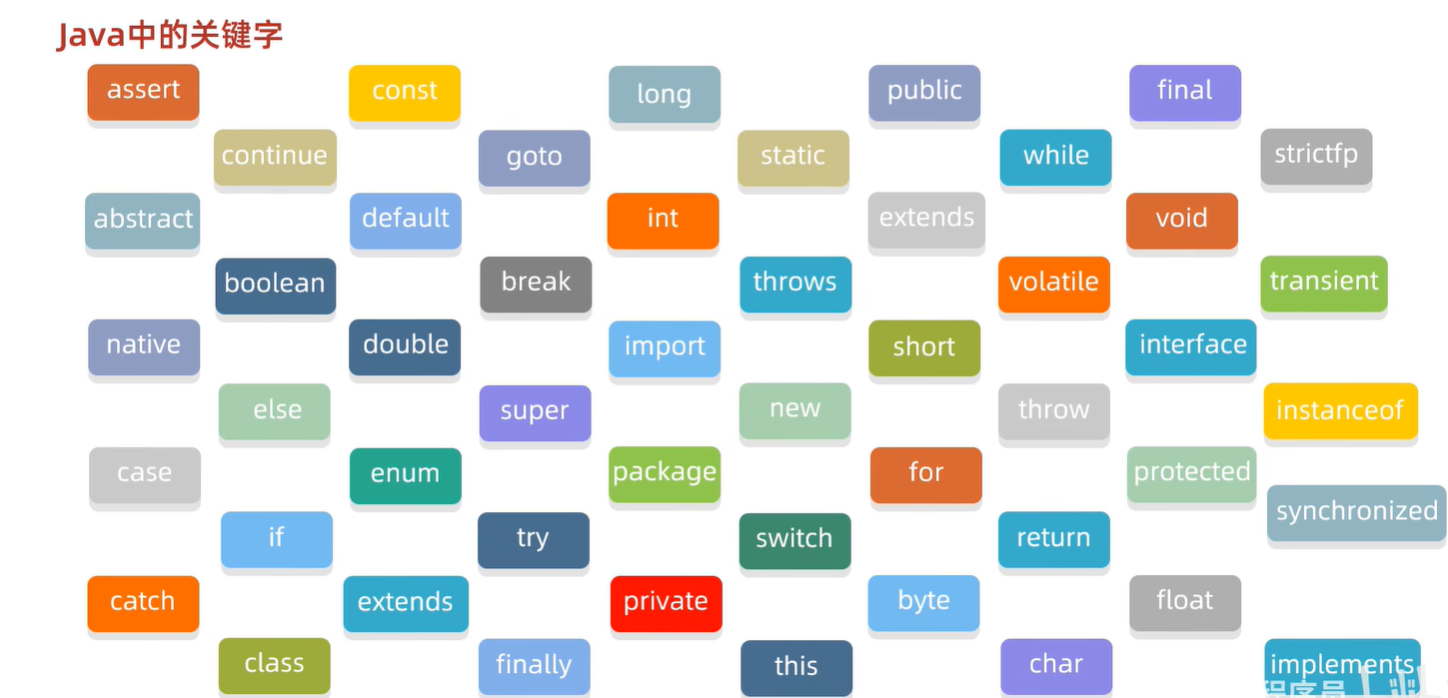 Java中的关键字
assert const long public final
continue goto static while strictfp
abstract default int extends void
boolean break throws volatile transient
native double import short interface
else super new throw instanceof
case enum package for protected
synchronized
if try switch return
catch extends private byte float
class finally this char implements
程序员